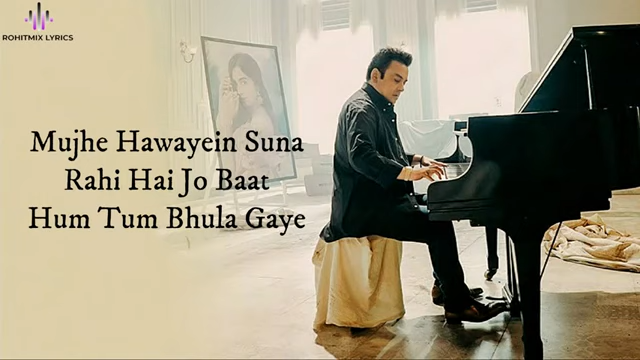 ROHITMIX LYRICS
Mujhe Hawayein Suna
Rahi Hai Jo Baat
Hum Tum Bhula Gaye